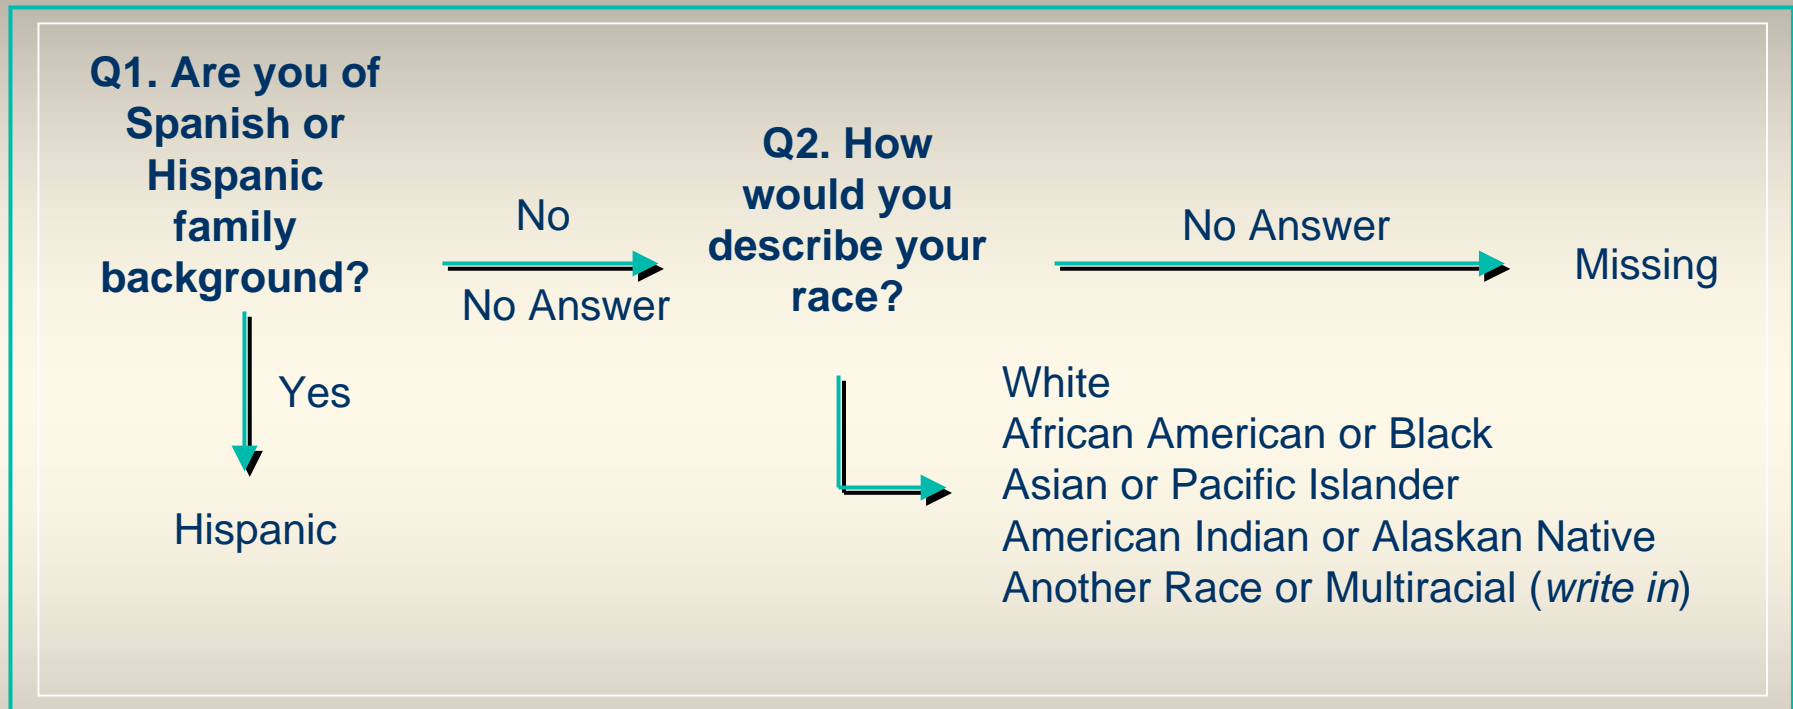 Q1. Are you of
Spanish or
Hispanic
family
background?
No
No Answer
Yes
Hispanic
Q2. How
would you
describe your
race?
No Answer
Missing
White
African American or Black
Asian or Pacific Islander
American Indian or Alaskan Native
Another Race or Multiracial (write in)